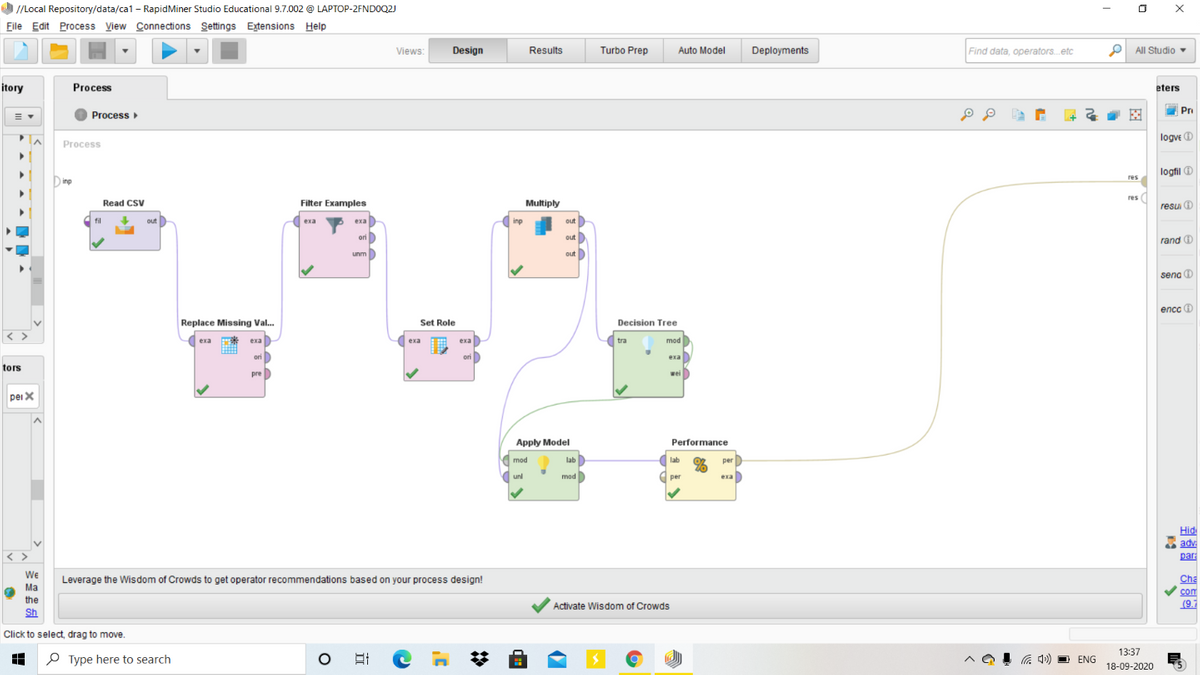 //Local Repository/data/ca1 – RapidMiner Studio Educational 9.7.002 @ LAPTOP-2FND0Q2J
File Edit Process View Connections Settings Extensions Help
Views: Design Results Turbo Prep Auto Model Deployments
Find data, operators...etc
All Studio
itory
Process
eters
Process
Process
logve
inp
logfil
res
res
resu
rand
send
enco
Read CSV
fil out
Filter Examples
exa exa
ori
unm
Multiply
inp out
out
out
Replace Missing Val...
exa exa
ori
pre
Set Role
exa exa
ori
Decision Tree
tra mod
exa
wei
tors
per
Apply Model
mod lab
unl mod
Performance
lab per
per exa
Hid
adva
para
Cha
com
(9.7
We
Ma
the
Sh
Leverage the Wisdom of Crowds to get operator recommendations based on your process design!
Activate Wisdom of Crowds
Click to select, drag to move.
Type here to search
ENG
13:37
18-09-2020
5